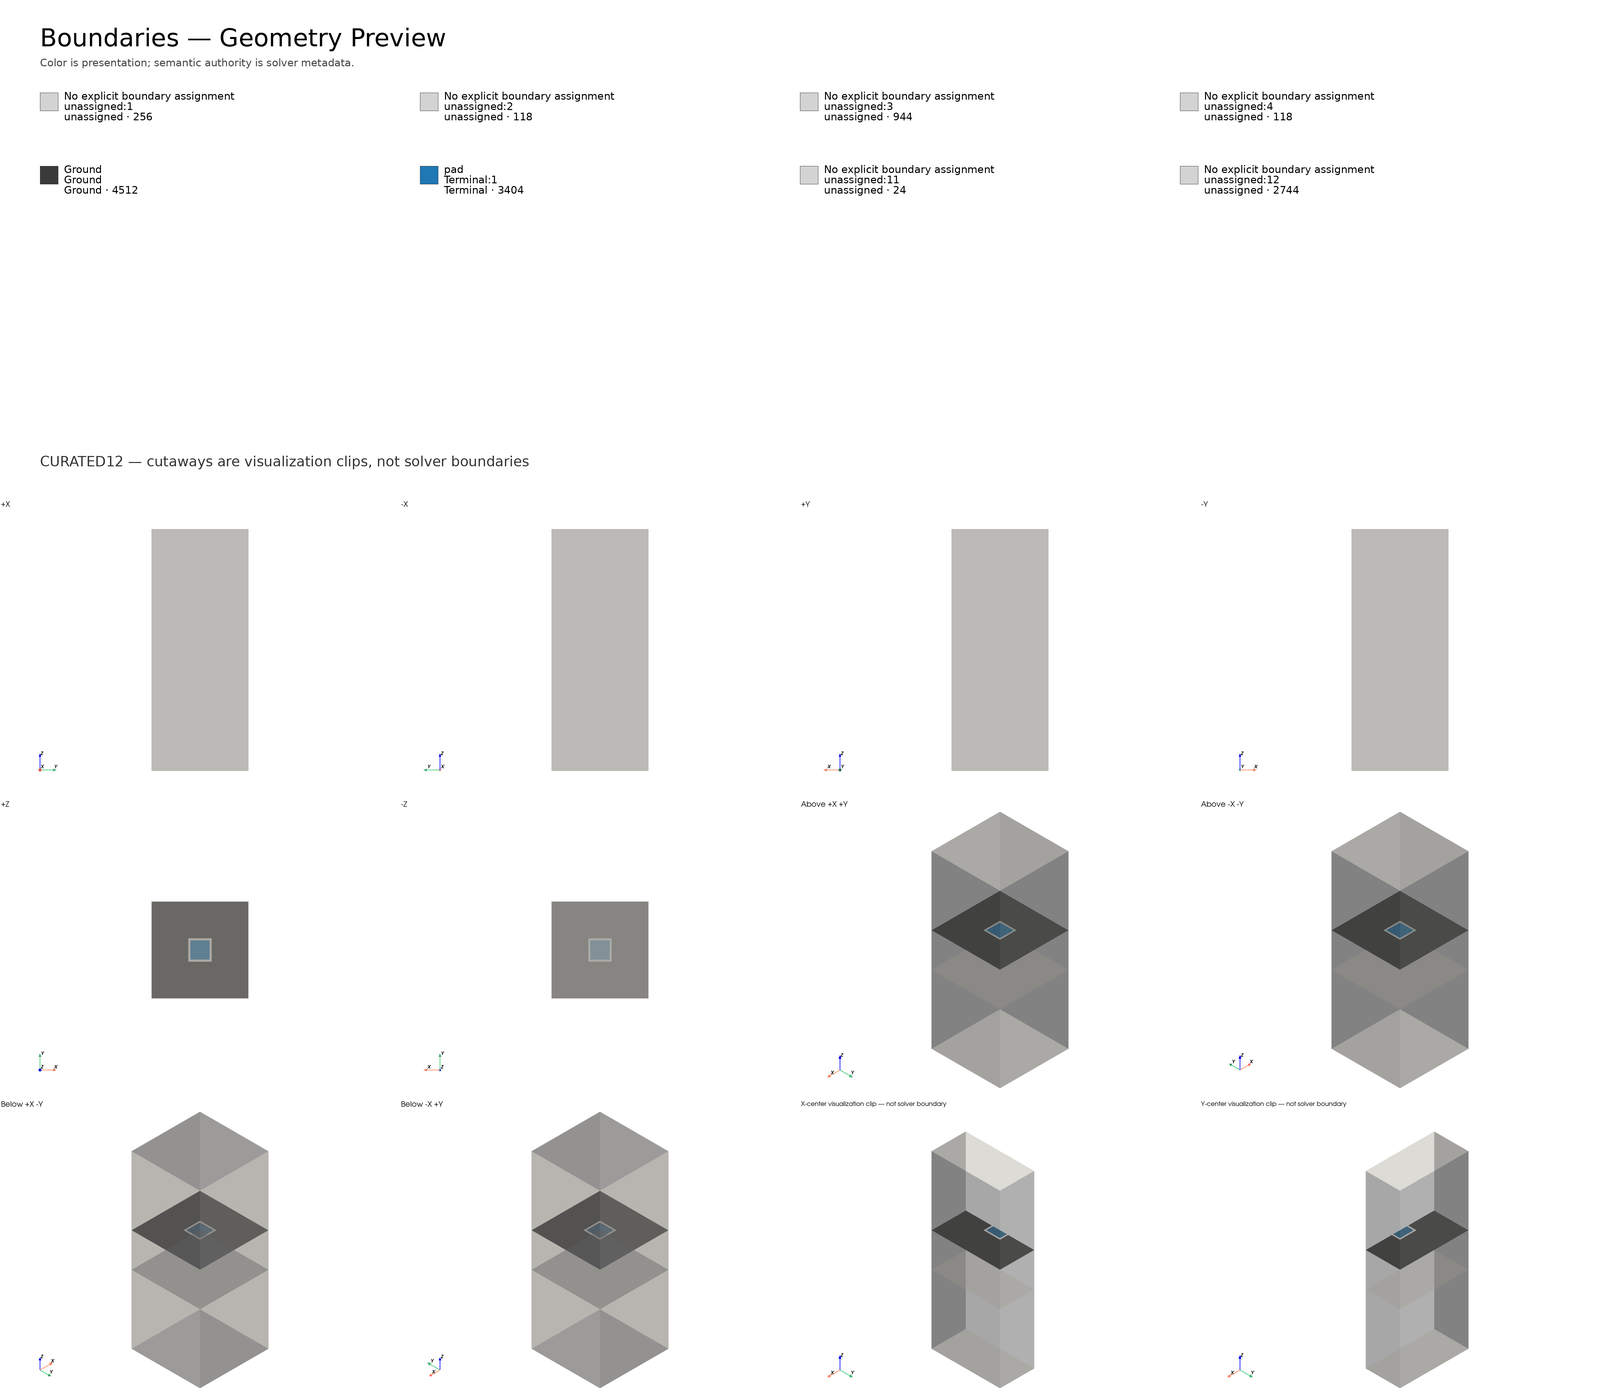 Boundaries — Geometry Preview
Color is presentation; semantic authority is solver metadata.
No explicit boundary assignment
unassigned:1
unassigned · 256
No explicit boundary assignment
unassigned:2
unassigned · 118
No explicit boundary assignment
unassigned:3
unassigned · 944
No explicit boundary assignment
unassigned:4
unassigned · 118
Ground
Ground
Ground · 4512
pad
Terminal:1
Terminal · 3404
No explicit boundary assignment
unassigned:11
unassigned · 24
No explicit boundary assignment
unassigned:12
unassigned · 2744
CURATED12 — cutaways are visualization clips, not solver boundaries
+X
-X
+Y
-Y
Z
X
Y
Z
Y
X
Z
X
Y
Z
Y
X
+Z
-Z
Above +X +Y
Above -X -Y
Y
Z
X
Y
X
Z
Z
X
Y
Z
Y
X
Below +X -Y
Below -X +Y
X-center visualization clip — not solver boundary
Y-center visualization clip — not solver boundary
Z
X
Y
Y
Z
X
Z
X
Y
Z
X
Y